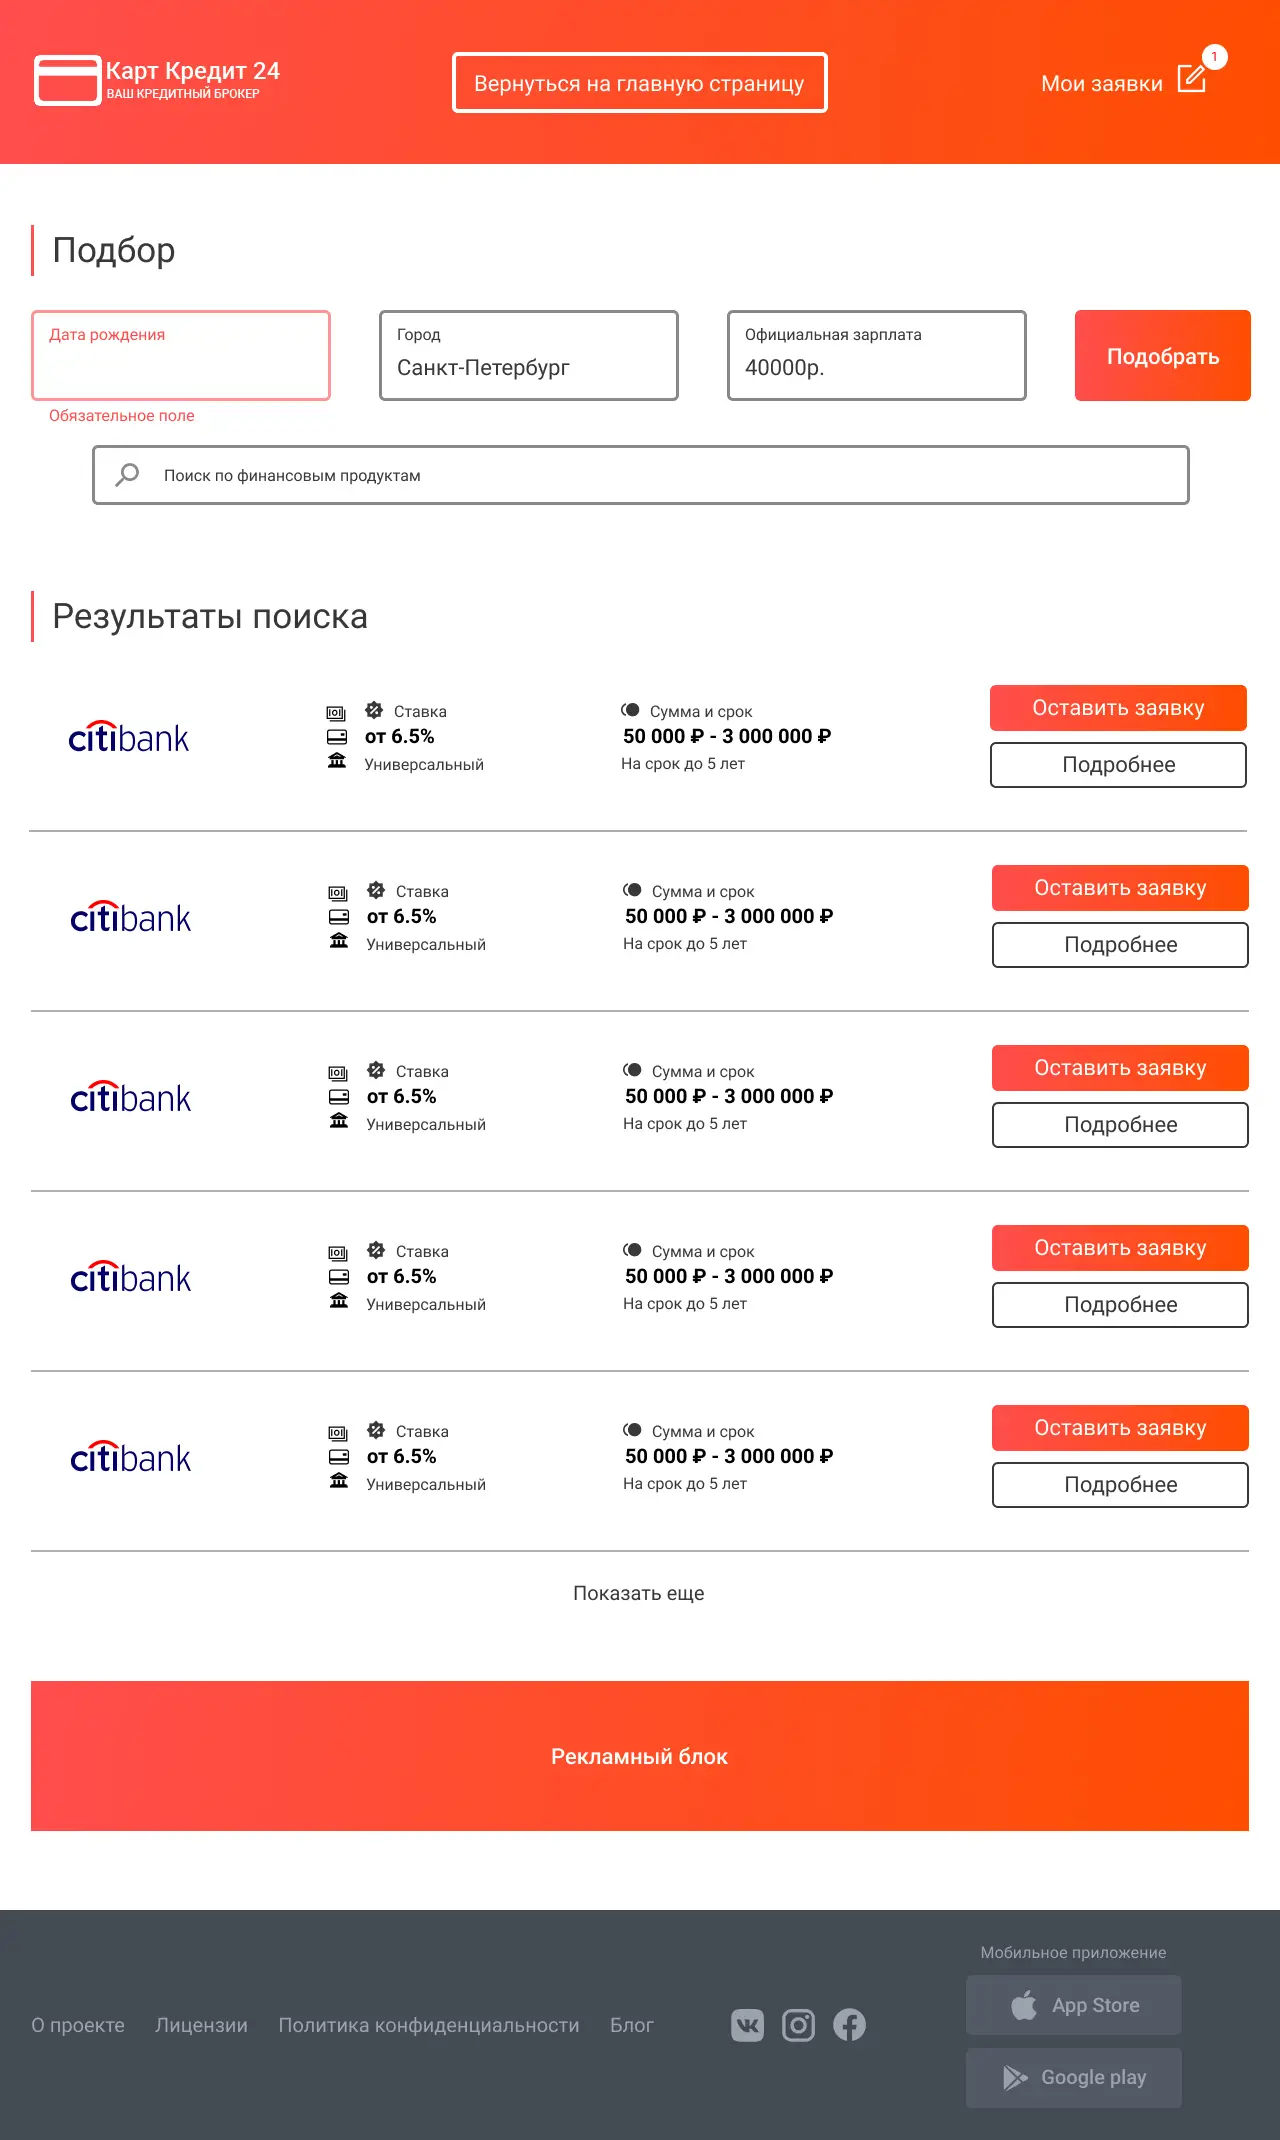 Карт Кредит 24
ВАШ КРЕДИТНЫЙ БРОКЕР
Вернуться на главную страницу
Мои заявки
1
Подбор
Дата рождения
Обязательное поле
Город
Санкт-Петербург
Официальная зарплата
40000р.
Подобрать
Поиск по финансовым продуктам
Результаты поиска
citibank
Ставка
от 6.5%
Универсальный
Сумма и срок
50 000 ₽ - 3 000 000 ₽
На срок до 5 лет
Оставить заявку
Подробнее
citibank
Ставка
от 6.5%
Универсальный
Сумма и срок
50 000 ₽ - 3 000 000 ₽
На срок до 5 лет
Оставить заявку
Подробнее
citibank
Ставка
от 6.5%
Универсальный
Сумма и срок
50 000 ₽ - 3 000 000 ₽
На срок до 5 лет
Оставить заявку
Подробнее
citibank
Ставка
от 6.5%
Универсальный
Сумма и срок
50 000 ₽ - 3 000 000 ₽
На срок до 5 лет
Оставить заявку
Подробнее
citibank
Ставка
от 6.5%
Универсальный
Сумма и срок
50 000 ₽ - 3 000 000 ₽
На срок до 5 лет
Оставить заявку
Подробнее
Показать еще
Рекламный блок
О проекте
Лицензии
Политика конфиденциальности
Блог
Мобильное приложение
App Store
Google play